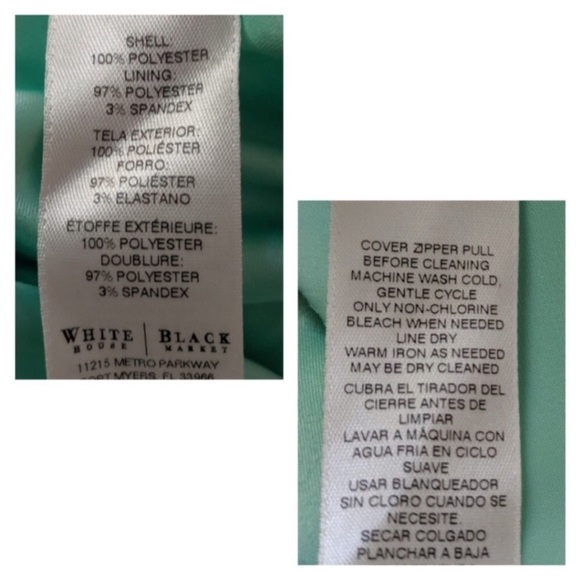 SHELL:
100% POLYESTER
LINING:
97% POLYESTER
3% SPANDEX
TELA EXTERIOR:
100% POLIÉSTER
FORRO:
97% POLIÉSTER
3% ELASTANO
ÉTOFFE EXTÉRIEURE:
100% POLYESTER
DOUBLURE:
97% POLYESTER
3% SPANDEX
WHITE | BLACK
HOUSE MARKET
11215 METRO PARKWAY
FORT MYERS, FL 33966
COVER ZIPPER PULL
BEFORE CLEANING
MACHINE WASH COLD,
GENTLE CYCLE
ONLY NON-CHLORINE
BLEACH WHEN NEEDED
LINE DRY
WARM IRON AS NEEDED
MAY BE DRY CLEANED
CUBRA EL TIRADOR DEL
CIERRE ANTES DE
LIMPIAR
LAVAR A MÁQUINA CON
AGUA FRIA EN CICLO
SUAVE
USAR BLANQUEADOR
SIN CLORO CUANDO SE
NECESITE.
SECAR COLGADO
PLANCHAR A BAJA